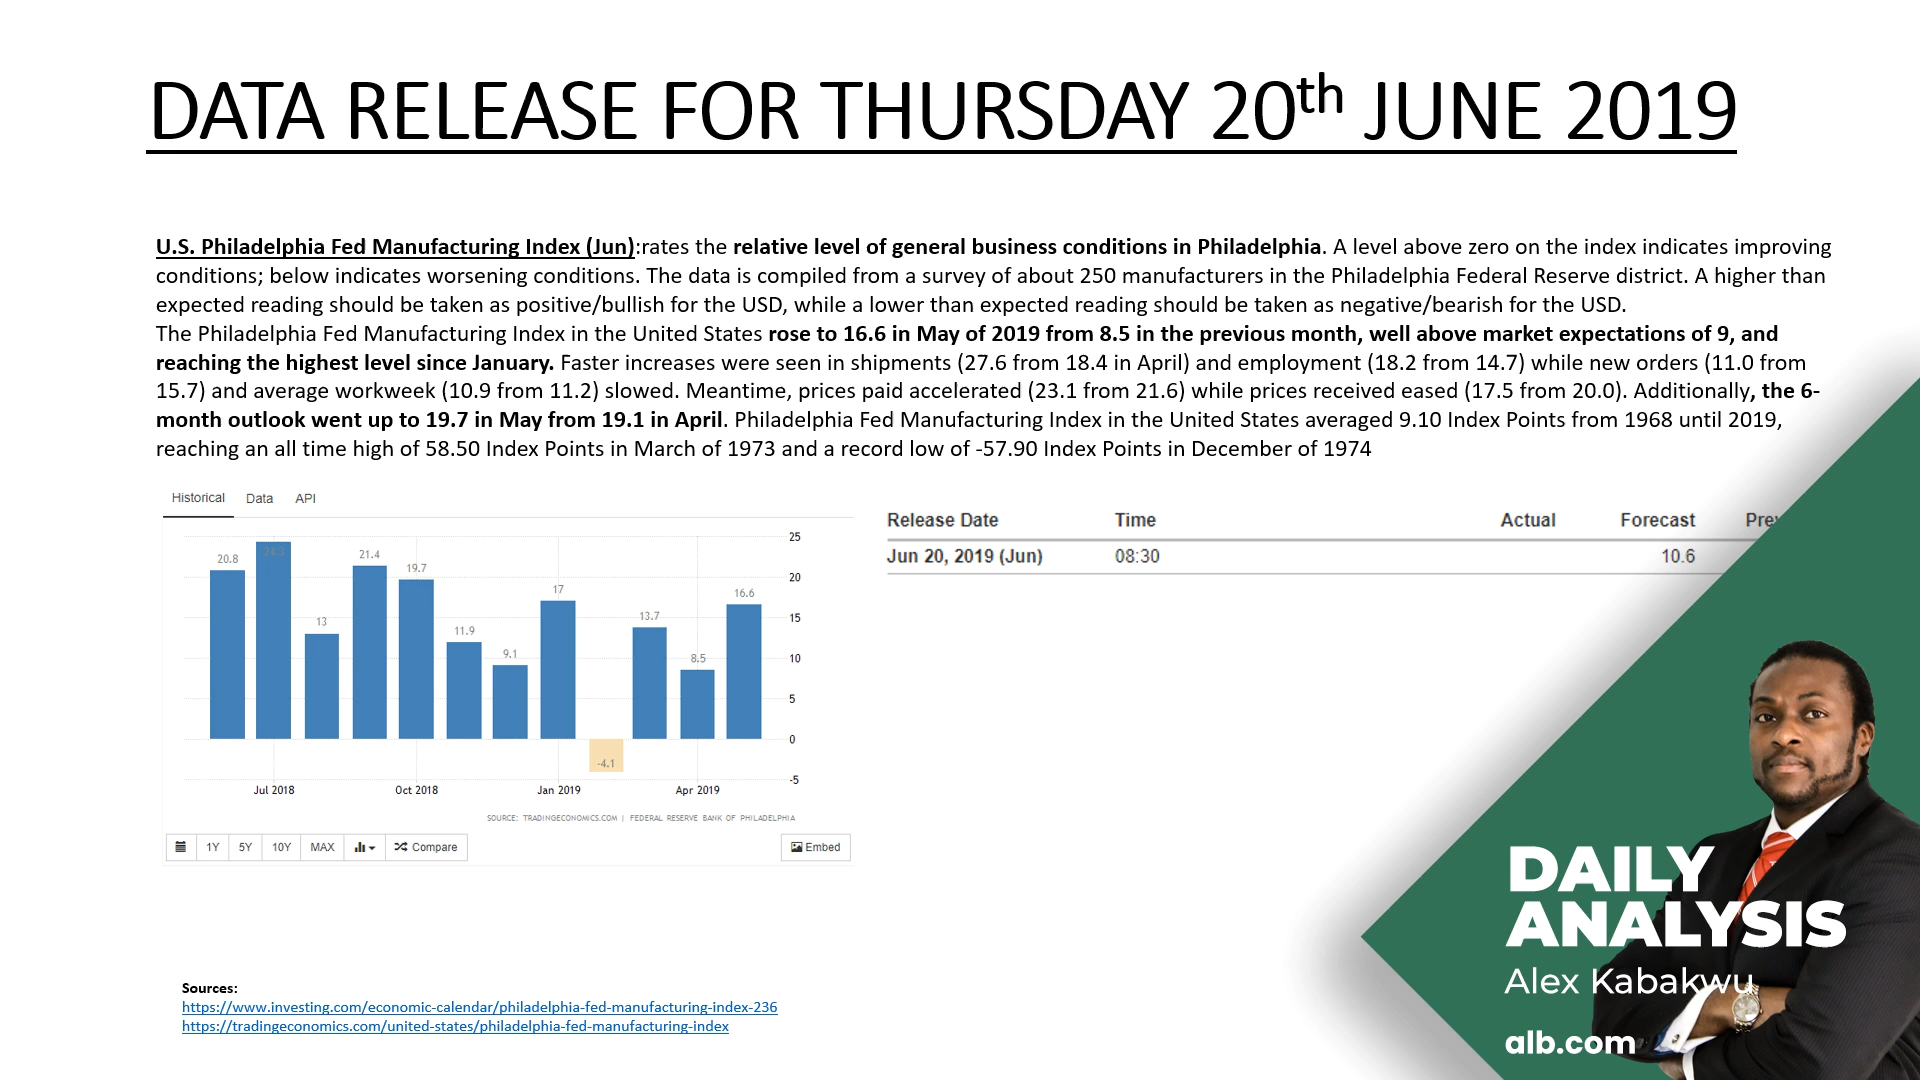 DATA RELEASE FOR THURSDAY 20th JUNE 2019
U.S. Philadelphia Fed Manufacturing Index (Jun):rates the relative level of general business conditions in Philadelphia. A level above zero on the index indicates improving
conditions; below indicates worsening conditions. The data is compiled from a survey of about 250 manufacturers in the Philadelphia Federal Reserve district. A higher than
expected reading should be taken as positive/bullish for the USD, while a lower than expected reading should be taken as negative/bearish for the USD.
The Philadelphia Fed Manufacturing Index in the United States rose to 16.6 in May of 2019 from 8.5 in the previous month, well above market expectations of 9, and
reaching the highest level since January. Faster increases were seen in shipments (27.6 from 18.4 in April) and employment (18.2 from 14.7) while new orders (11.0 from
15.7) and average workweek (10.9 from 11.2) slowed. Meantime, prices paid accelerated (23.1 from 21.6) while prices received eased (17.5 from 20.0). Additionally, the 6-
month outlook went up to 19.7 in May from 19.1 in April. Philadelphia Fed Manufacturing Index in the United States averaged 9.10 Index Points from 1968 until 2019,
reaching an all time high of 58.50 Index Points in March of 1973 and a record low of -57.90 Index Points in December of 1974
Historical Data API
25
20
15
10
5
0
-5
20.8
24.3
13
21.4
19.7
11.9
9.1
17
-4.1
13.7
8.5
16.6
Jul 2018 Oct 2018 Jan 2019 Apr 2019
SOURCE: TRADINGECONOMICS.COM | FEDERAL RESERVE BANK OF PHILADELPHIA
1Y 5Y 10Y MAX Compare Embed
Release Date Time Actual Forecast
Jun 20, 2019 (Jun) 08:30 10.6
Sources:
https://www.investing.com/economic-calendar/philadelphia-fed-manufacturing-index-236
https://tradingeconomics.com/united-states/philadelphia-fed-manufacturing-index
DAILY
ANALYSIS
Alex Kabakwu
alb.com